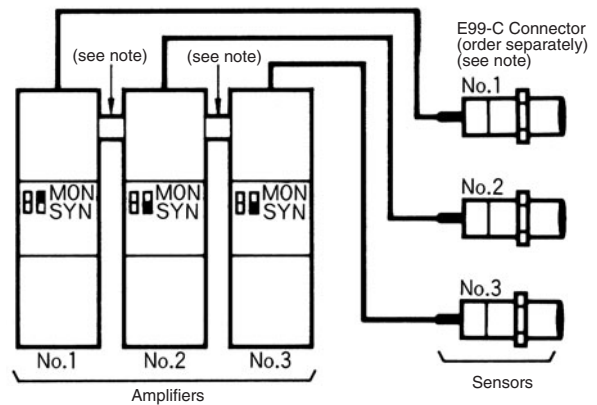 E99-C Connector
(order separately)
(see note)
(see note)
(see note)
No.1
No.2
No.3
MON
SYN
MON
SYN
MON
SYN
No.1
No.2
No.3
Amplifiers
Sensors